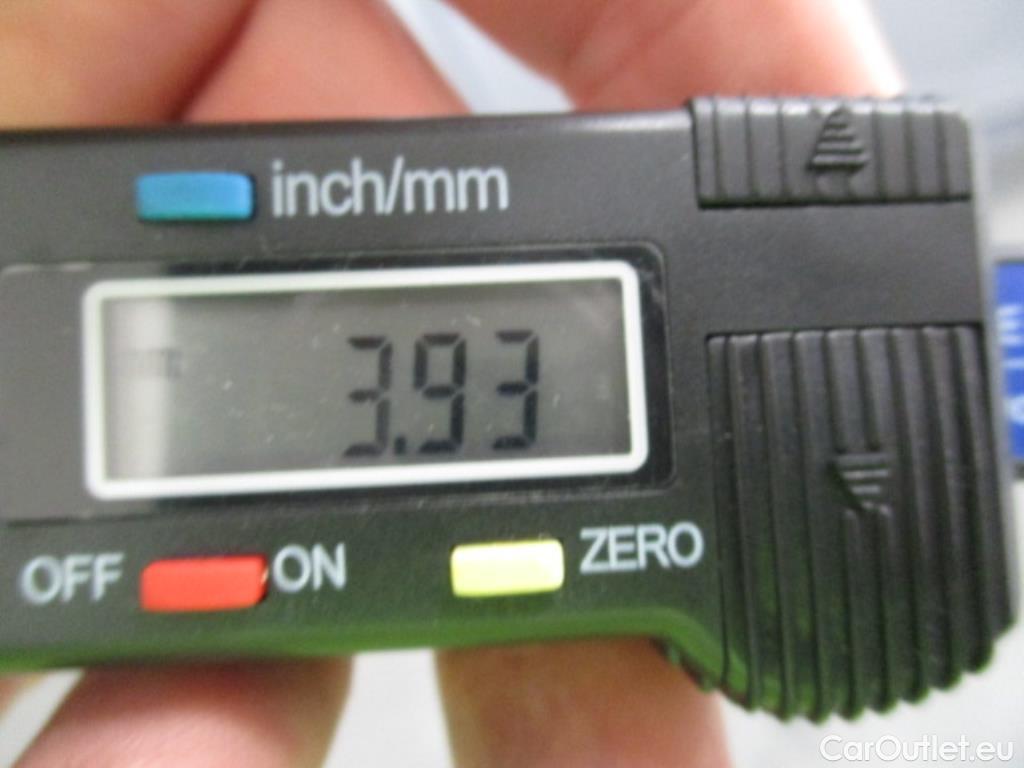 inch/mm
3.93
OFF ON ZERO
CarOutlet.eu